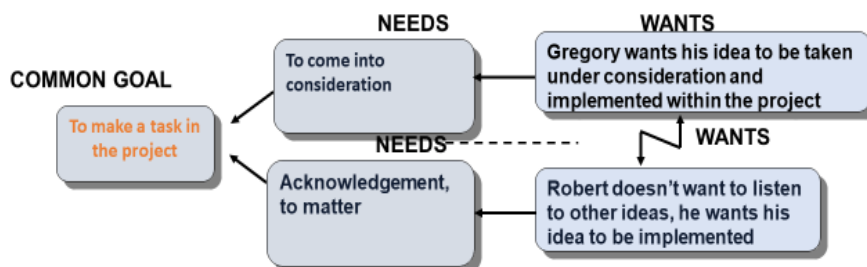 NEEDS
WANTS
COMMON GOAL
To make a task in
the project
To come into
consideration
Gregory wants his idea to be taken
under consideration and
implemented within the project
NEEDS
WANTS
Acknowledgement,
to matter
Robert doesn't want to listen
to other ideas, he wants his
idea to be implemented